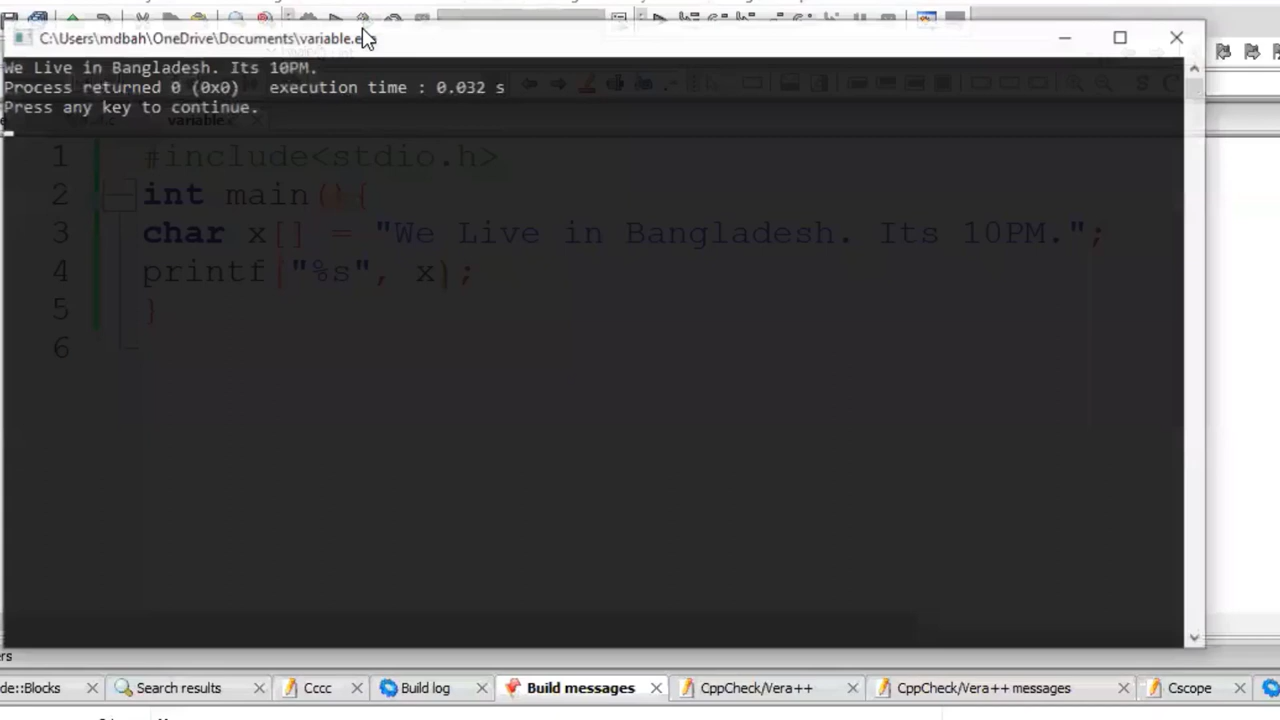 C:\Users\mdbah\OneDrive\Documents\variable.e
We Live in Bangladesh. Its 10PM.
Process returned 0 (0x0)   execution time : 0.032 s
Press any key to continue.
1 #include<stdio.h>
2 int main(){
3 char x[] = "We Live in Bangladesh. Its 10PM.";
4 printf("%s", x);
5 }
6
ers
de::Blocks Search results Cccc Build log Build messages CppCheck/Vera++ CppCheck/Vera++ messages Cscope